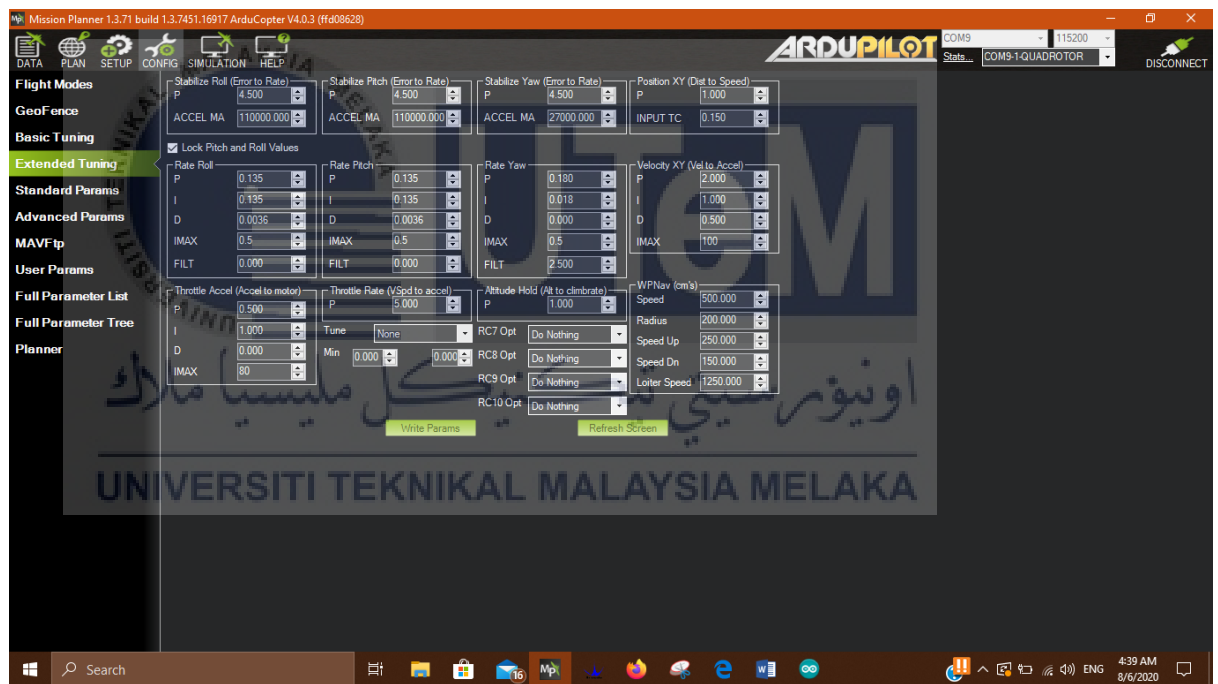 Mission Planner 1.3.71 build 1.3.7451.16917 ArduCopter V4.0.3 (ffd08628)
DATA PLAN SETUP CONFIG SIMULATION HELP
ARDUPILOT
COM9 115200
Stats... COM9-1-QUADROTOR
DISCONNECT
Flight Modes
GeoFence
Basic Tuning
Extended Tuning
Standard Params
Advanced Params
MAVFtp
User Params
Full Parameter List
Full Parameter Tree
Planner
Stabilize Roll (Error to Rate)
P 4.500
ACCEL MA 110000.000
Stabilize Pitch (Error to Rate)
P 4.500
ACCEL MA 110000.000
Stabilize Yaw (Error to Rate)
P 4.500
ACCEL MA 27000.000
Position XY (Dist to Speed)
P 1.000
INPUT TC 0.150
Lock Pitch and Roll Values
Rate Roll
P 0.135
I 0.135
D 0.0036
IMAX 0.5
FILT 0.000
Rate Pitch
P 0.135
I 0.135
D 0.0036
IMAX 0.5
FILT 0.000
Rate Yaw
P 0.180
I 0.018
D 0.000
IMAX 0.5
FILT 2.500
Velocity XY (Vel to Accel)
P 2.000
I 1.000
D 0.500
IMAX 100
Throttle Accel (Accel to motor)
P 0.500
I 1.000
D 0.000
IMAX 80
Throttle Rate (VSpd to accel)
P 5.000
Tune None
Min 0.000 0.000
Altitude Hold (Alt to climbrate)
P 1.000
RC7 Opt Do Nothing
RC8 Opt Do Nothing
RC9 Opt Do Nothing
RC10 Opt Do Nothing
WPNav (cm's)
Speed 500.000
Radius 200.000
Speed Up 250.000
Speed Dn 150.000
Loiter Speed 1250.000
Write Params
Refresh Screen
UTeM
اونيۏرسيتي تيكنيكل مليسيا ملاك
UNIVERSITI TEKNIKAL MALAYSIA MELAKA
Search
16
ENG
4:39 AM
8/6/2020